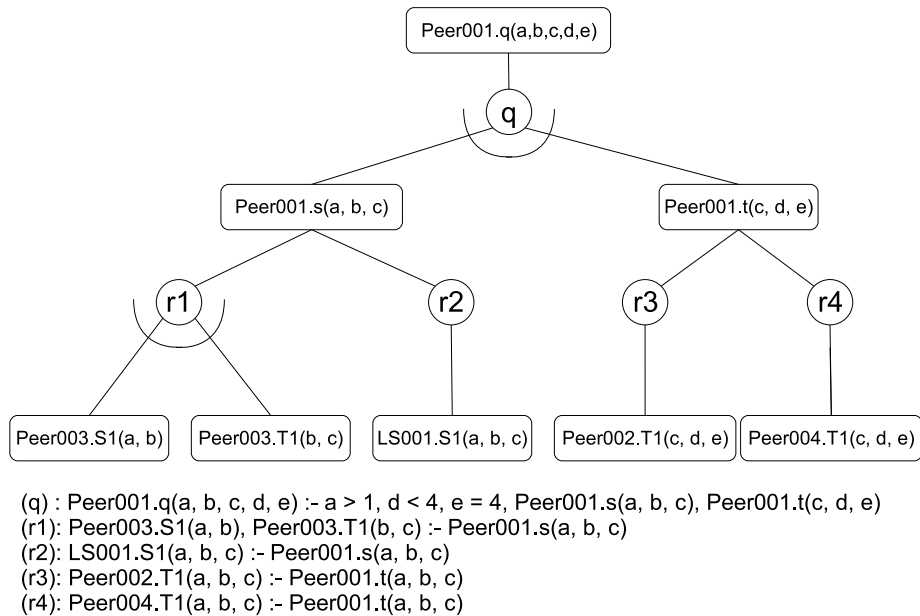 Peer001.q(a,b,c,d,e)
q
Peer001.s(a, b, c)
Peer001.t(c, d, e)
r1
r2
r3
r4
Peer003.S1(a, b)
Peer003.T1(b, c)
LS001.S1(a, b, c)
Peer002.T1(c, d, e)
Peer004.T1(c, d, e)
(q) : Peer001.q(a, b, c, d, e) :- a > 1, d < 4, e = 4, Peer001.s(a, b, c), Peer001.t(c, d, e)
(r1): Peer003.S1(a, b), Peer003.T1(b, c) :- Peer001.s(a, b, c)
(r2): LS001.S1(a, b, c) :- Peer001.s(a, b, c)
(r3): Peer002.T1(a, b, c) :- Peer001.t(a, b, c)
(r4): Peer004.T1(a, b, c) :- Peer001.t(a, b, c)